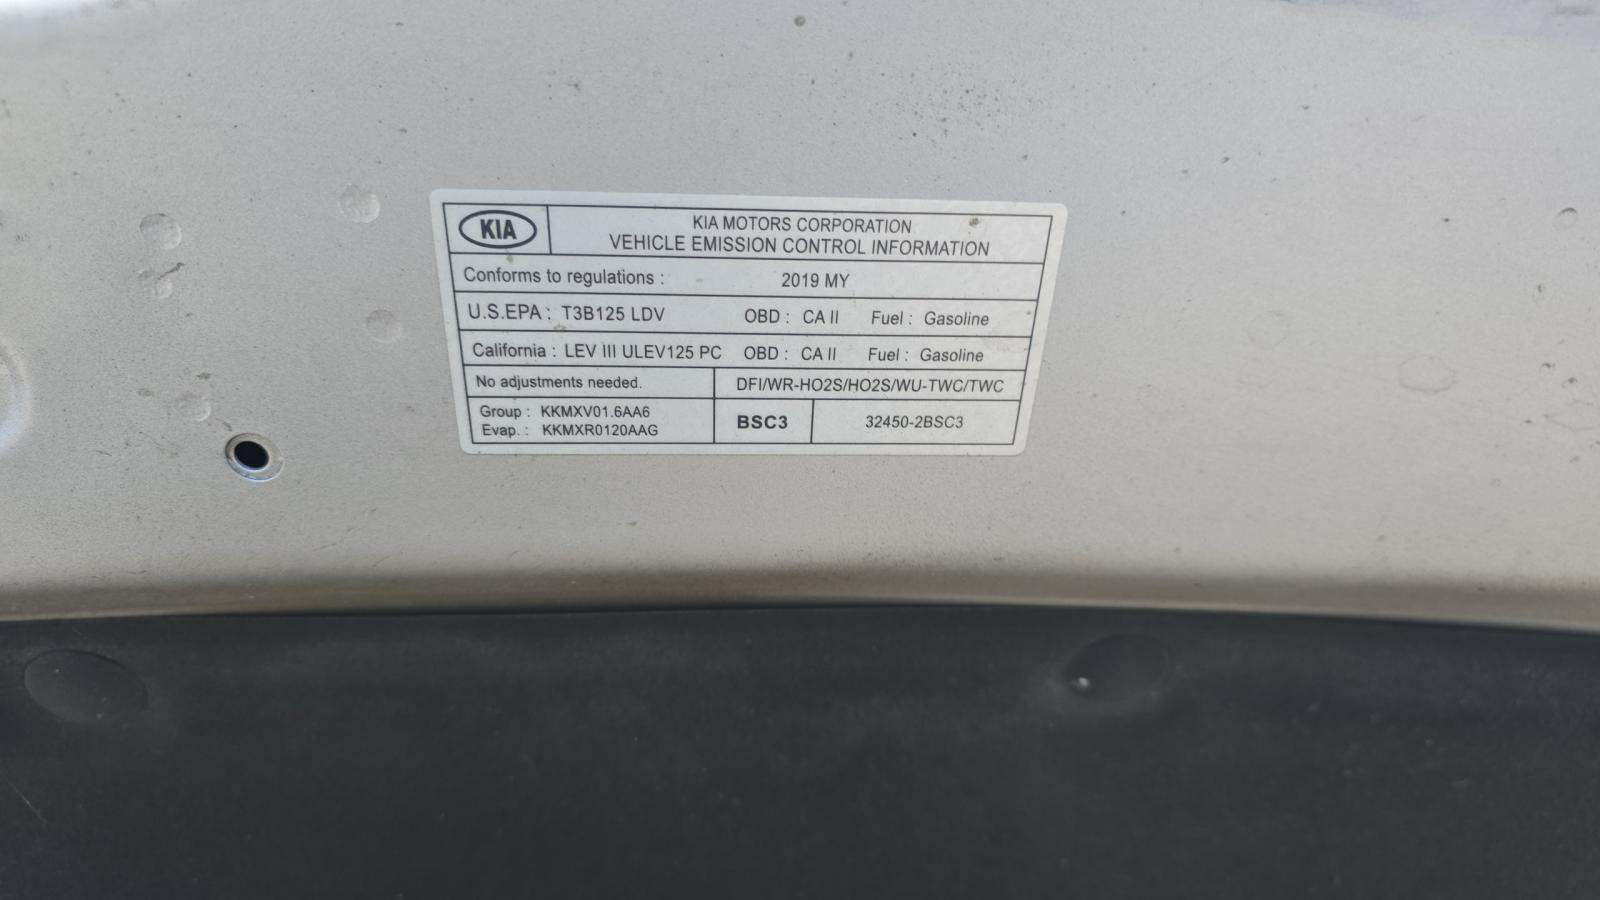 KIA
KIA MOTORS CORPORATION
VEHICLE EMISSION CONTROL INFORMATION
Conforms to regulations : 2019 MY
U.S.EPA : T3B125 LDV OBD : CA II Fuel : Gasoline
California : LEV III ULEV125 PC OBD : CA II Fuel : Gasoline
No adjustments needed. DFI/WR-HO2S/HO2S/WU-TWC/TWC
Group : KKMXV01.6AA6
Evap. : KKMXR0120AAG
BSC3
32450-2BSC3